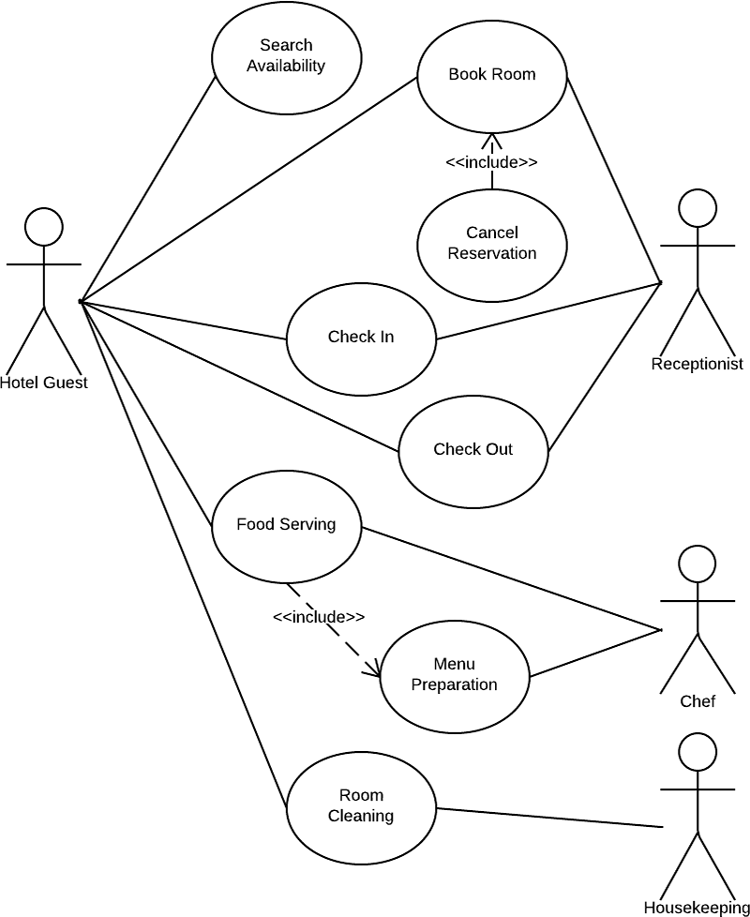 Search
Availability
Book Room
<<include>>
Cancel
Reservation
Hotel Guest
Receptionist
Check In
Check Out
Food Serving
<<include>>
Menu
Preparation
Chef
Room
Cleaning
Housekeeping